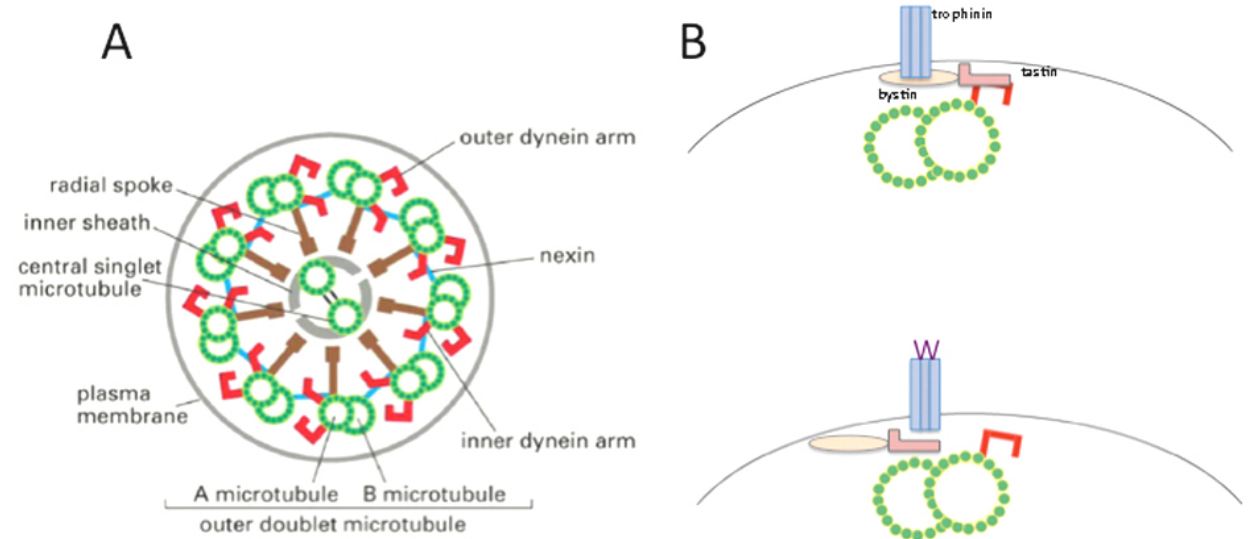 A
outer dynein arm
radial spoke
inner sheath
central singlet
microtubule
nexin
plasma
membrane
inner dynein arm
A microtubule B microtubule
outer doublet microtubule
B
trophinin
tastin
bystin